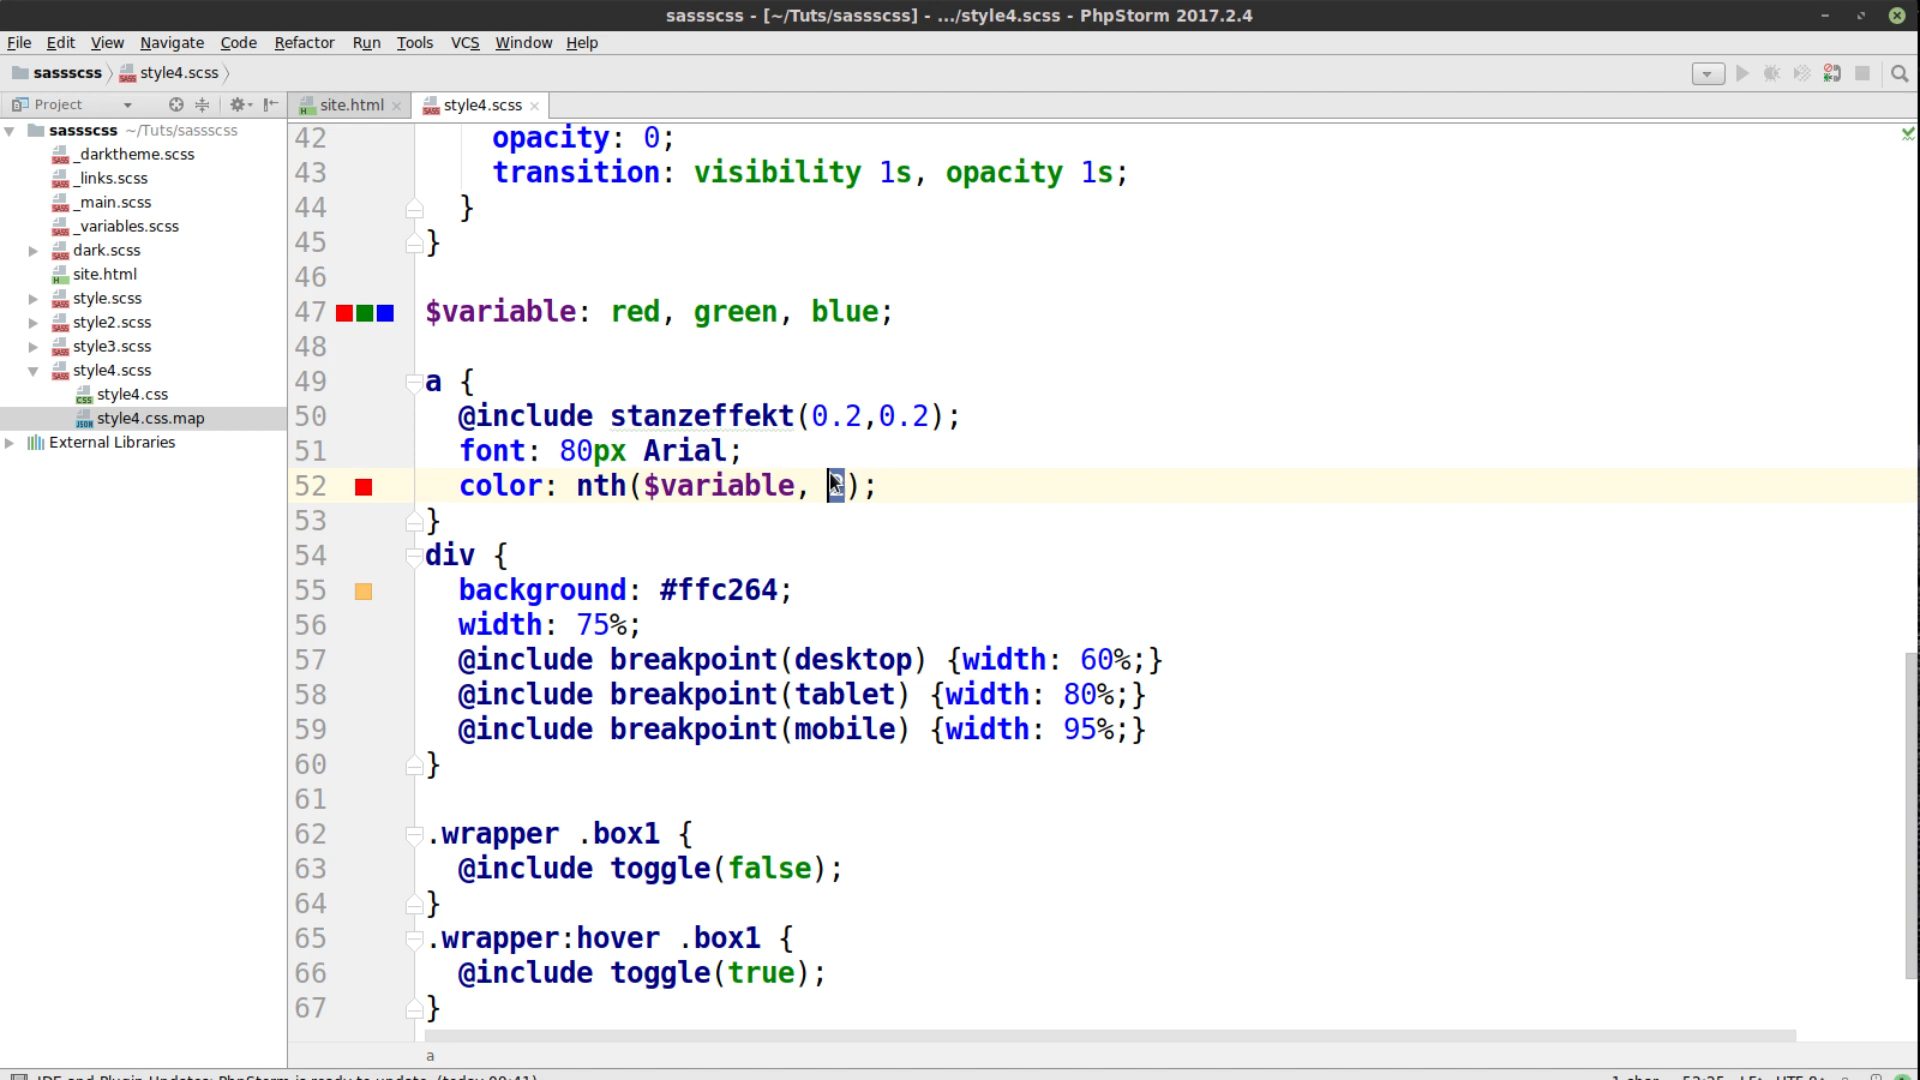 sassscss - [~/Tuts/sassscss] - .../style4.scss - PhpStorm 2017.2.4
File Edit View Navigate Code Refactor Run Tools VCS Window Help
sassscss style4.scss
Project
site.html style4.scss
sassscss ~/Tuts/sassscss
_darktheme.scss
_links.scss
_main.scss
_variables.scss
dark.scss
site.html
style.scss
style2.scss
style3.scss
style4.scss
style4.css
style4.css.map
External Libraries
42 opacity: 0;
43 transition: visibility 1s, opacity 1s;
44 }
45 }
46
47 $variable: red, green, blue;
48
49 a {
50 @include stanzeffekt(0.2,0.2);
51 font: 80px Arial;
52 color: nth($variable, );
53 }
54 div {
55 background: #ffc264;
56 width: 75%;
57 @include breakpoint(desktop) {width: 60%;}
58 @include breakpoint(tablet) {width: 80%;}
59 @include breakpoint(mobile) {width: 95%;}
60 }
61
62 .wrapper .box1 {
63 @include toggle(false);
64 }
65 .wrapper:hover .box1 {
66 @include toggle(true);
67 }
a
IDE and Plugin Updates: PhpStorm is ready to update. (today 09:41)